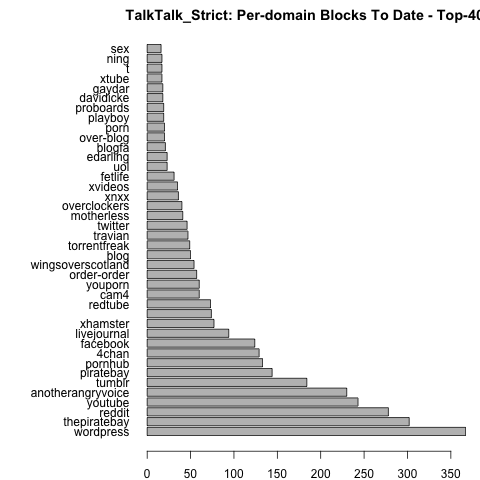 TalkTalk_Strict: Per-domain Blocks To Date - Top-40
sex
ning
t
xtube
gaydar
davidicke
proboards
playboy
porn
over-blog
blogfa
edarling
uol
fetlife
xvideos
xnxx
overclockers
motherless
twitter
travian
torrentfreak
blog
wingsoverscotland
order-order
youporn
cam4
redtube
xhamster
livejournal
facebook
4chan
pornhub
piratebay
tumblr
anotherangryvoice
youtube
reddit
thepiratebay
wordpress
0 50 100 150 200 250 300 350